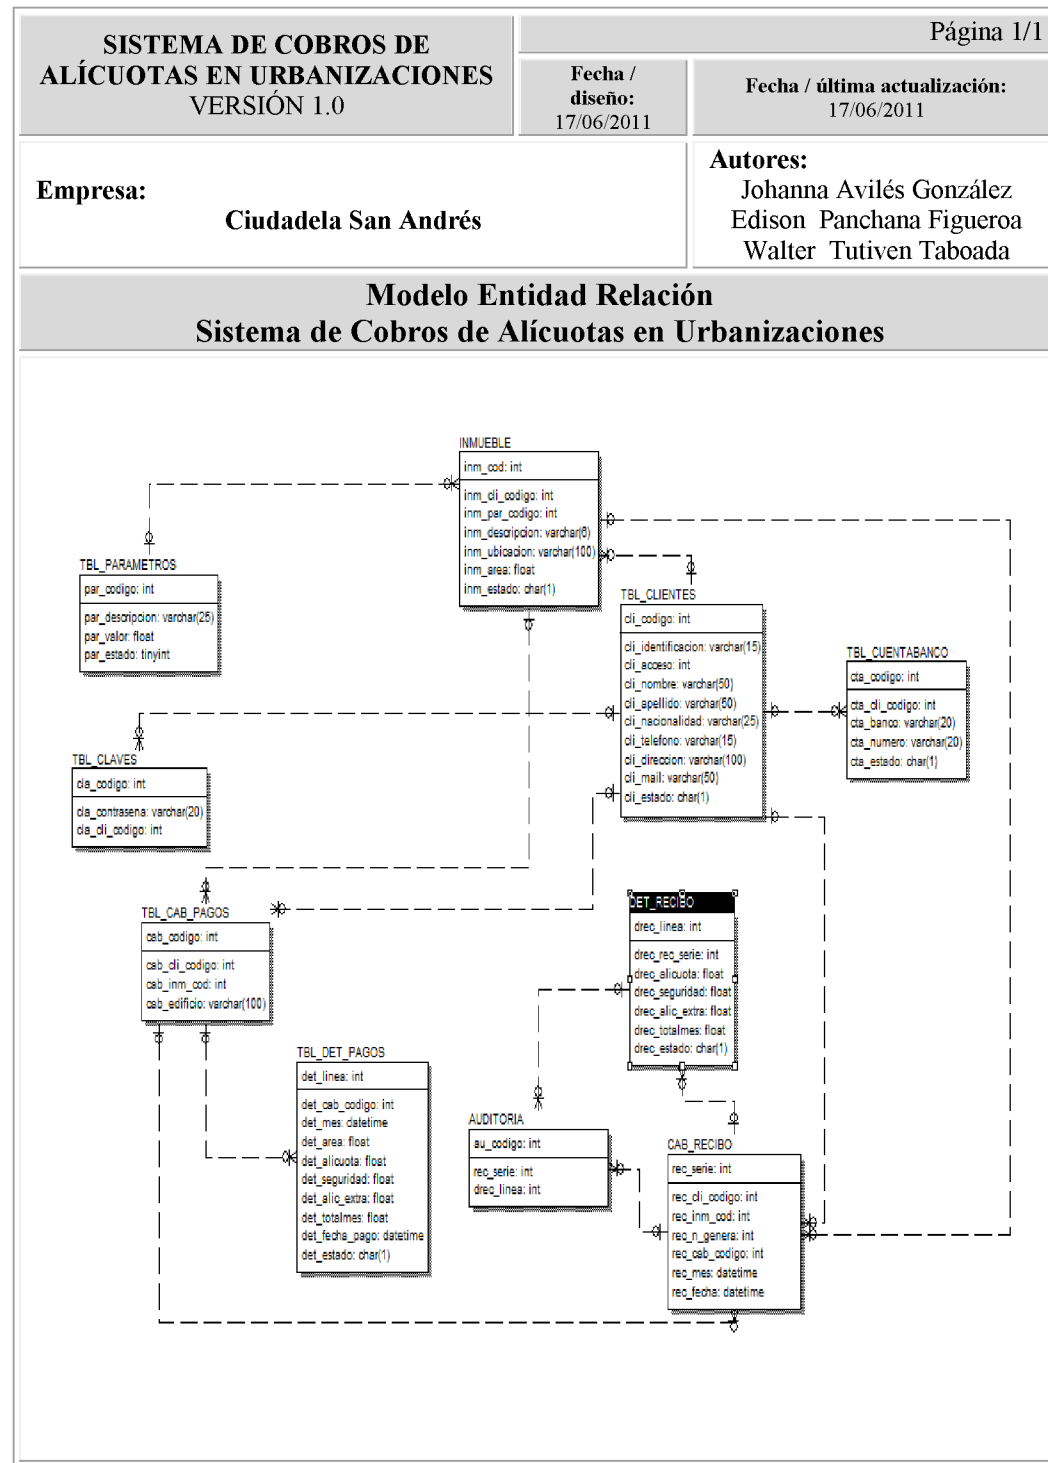 SISTEMA DE COBROS DE
ALÍCUOTAS EN URBANIZACIONES
VERSIÓN 1.0
Página 1/1
Fecha /
diseño:
17/06/2011
Fecha / última actualización:
17/06/2011
Empresa:
Ciudadela San Andrés
Autores:
Johanna Avilés González
Edison Panchana Figueroa
Walter Tutiven Taboada
Modelo Entidad Relación
Sistema de Cobros de Alícuotas en Urbanizaciones
INMUEBLE
inm_cod: int
inm_cli_codigo: int
inm_par_codigo: int
inm_descripcion: varchar(6)
inm_ubicacion: varchar(100)
inm_area: float
inm_estado: char(1)
TBL_PARAMETROS
par_codigo: int
par_descripcion: varchar(25)
par_valor: float
par_estado: tinyint
TBL_CLIENTES
cli_codigo: int
cli_identificacion: varchar(15)
cli_acceso: int
cli_nombre: varchar(50)
cli_apellido: varchar(50)
cli_nacionalidad: varchar(25)
cli_telefono: varchar(15)
cli_direccion: varchar(100)
cli_mail: varchar(50)
cli_estado: char(1)
TBL_CUENTABANCO
cta_codigo: int
cta_cli_codigo: int
cta_banco: varchar(20)
cta_numero: varchar(20)
cta_estado: char(1)
TBL_CLAVES
cla_codigo: int
cla_contrasena: varchar(20)
cla_cli_codigo: int
TBL_CAB_PAGOS
cab_codigo: int
cab_cli_codigo: int
cab_inm_cod: int
cab_edificio: varchar(100)
DET_RECIBO
drec_linea: int
drec_rec_serie: int
drec_alicuota: float
drec_seguridad: float
drec_alic_extra: float
drec_totalmes: float
drec_estado: char(1)
TBL_DET_PAGOS
det_linea: int
det_cab_codigo: int
det_mes: datetime
det_area: float
det_alicuota: float
det_seguridad: float
det_alic_extra: float
det_totalmes: float
det_fecha_pago: datetime
det_estado: char(1)
AUDITORIA
au_codigo: int
rec_serie: int
drec_linea: int
CAB_RECIBO
rec_serie: int
rec_cli_codigo: int
rec_inm_cod: int
rec_n_genera: int
rec_cab_codigo: int
rec_mes: datetime
rec_fecha: datetime